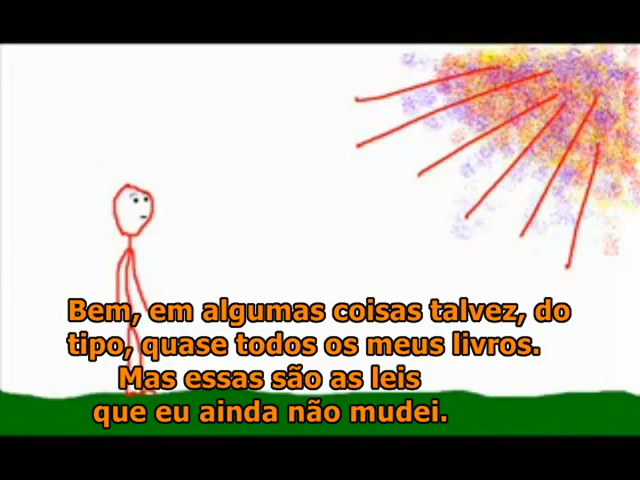 Bem, em algumas coisas talvez, do
tipo, quase todos os meus livros.
Mas essas são as leis
que eu ainda não mudei.